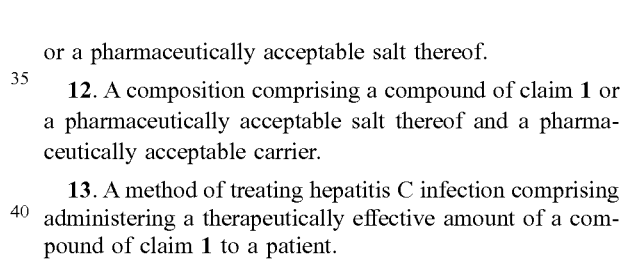 or a pharmaceutically acceptable salt thereof.
35
12. A composition comprising a compound of claim 1 or
a pharmaceutically acceptable salt thereof and a pharma-
ceutically acceptable carrier.
13. A method of treating hepatitis C infection comprising
40 administering a therapeutically effective amount of a com-
pound of claim 1 to a patient.